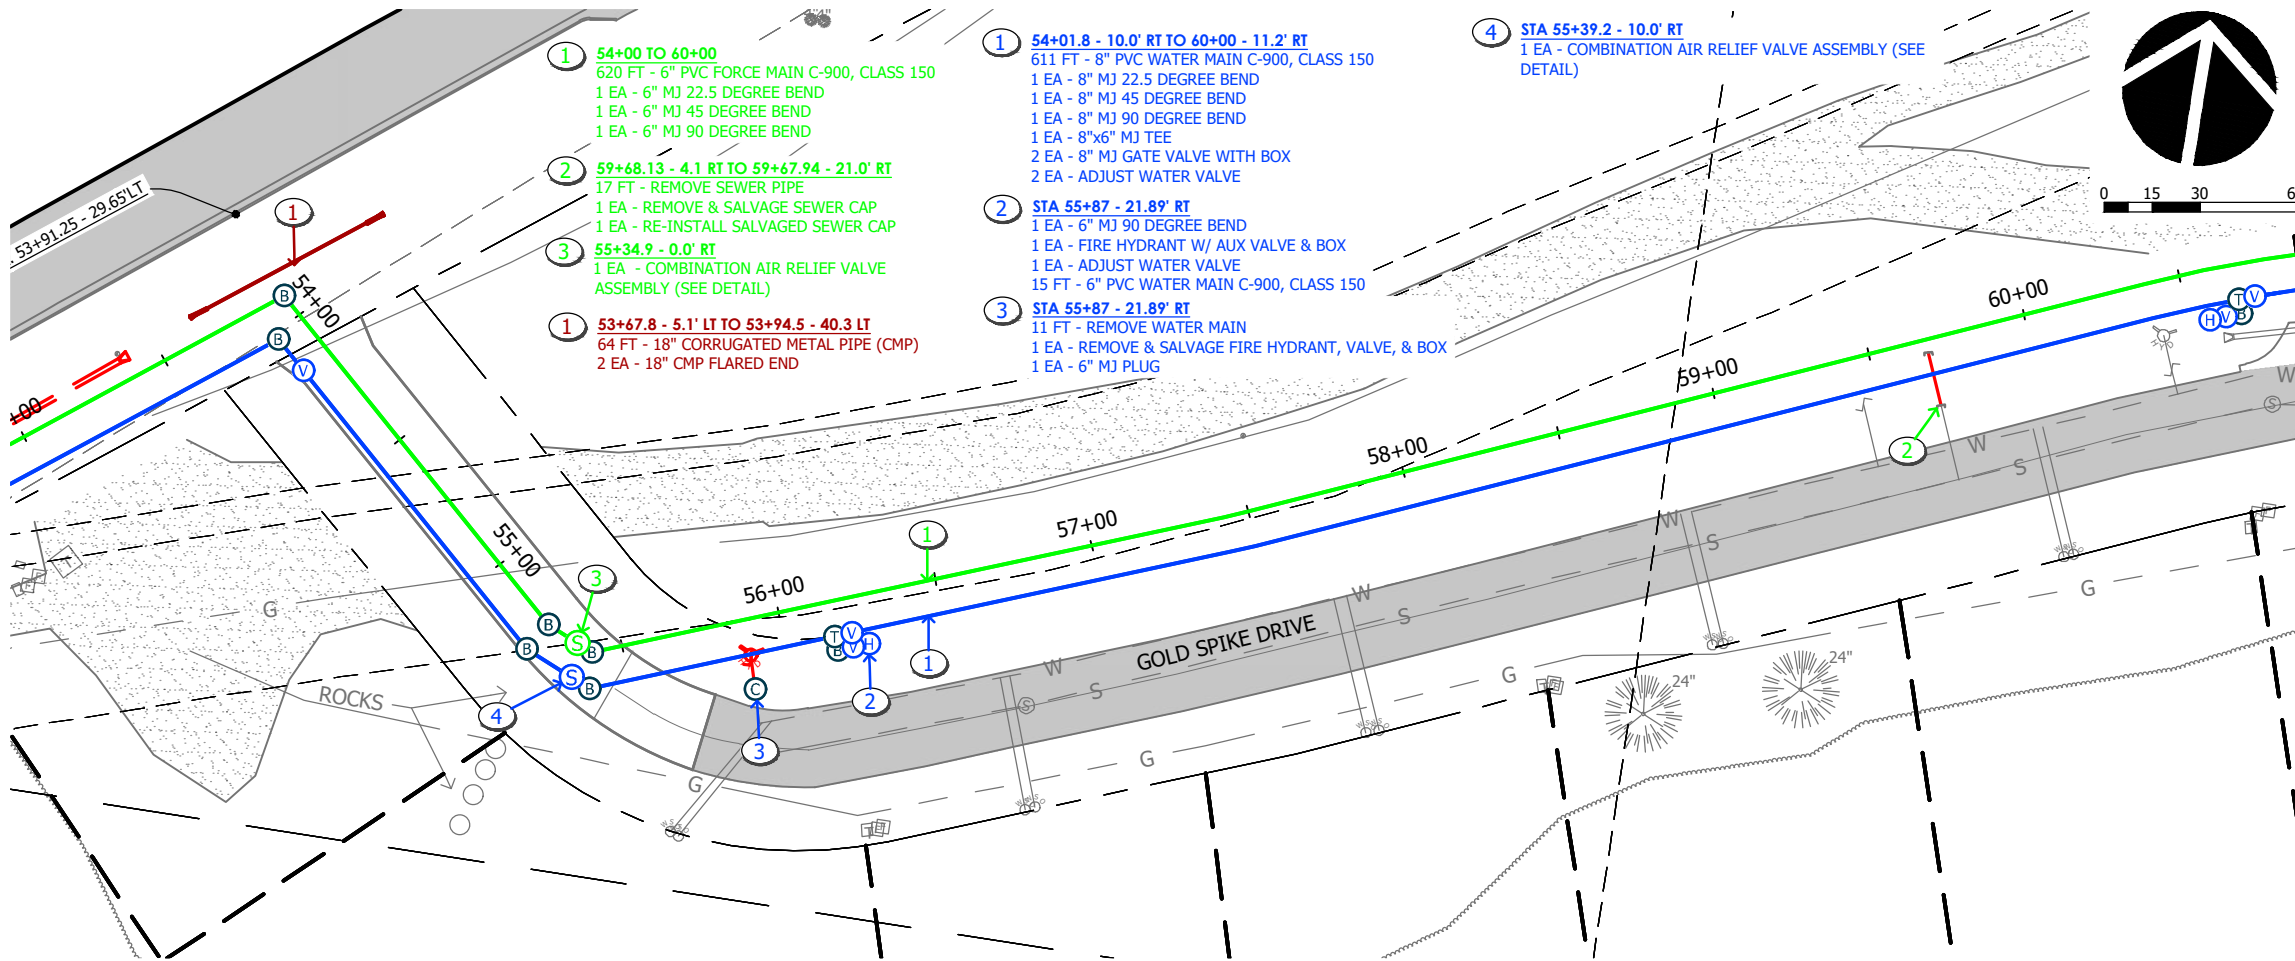 1 54+00 TO 60+00
620 FT - 6" PVC FORCE MAIN C-900, CLASS 150
1 EA - 6" MJ 22.5 DEGREE BEND
1 EA - 6" MJ 45 DEGREE BEND
1 EA - 6" MJ 90 DEGREE BEND
2 59+68.13 - 4.1 RT TO 59+67.94 - 21.0' RT
17 FT - REMOVE SEWER PIPE
1 EA - REMOVE & SALVAGE SEWER CAP
1 EA - RE-INSTALL SALVAGED SEWER CAP
3 55+34.9 - 0.0' RT
1 EA - COMBINATION AIR RELIEF VALVE
ASSEMBLY (SEE DETAIL)
1 53+67.8 - 5.1' LT TO 53+94.5 - 40.3 LT
64 FT - 18" CORRUGATED METAL PIPE (CMP)
2 EA - 18" CMP FLARED END
1 54+01.8 - 10.0' RT TO 60+00 - 11.2' RT
611 FT - 8" PVC WATER MAIN C-900, CLASS 150
1 EA - 8" MJ 22.5 DEGREE BEND
1 EA - 8" MJ 45 DEGREE BEND
1 EA - 8" MJ 90 DEGREE BEND
1 EA - 8"x6" MJ TEE
2 EA - 8" MJ GATE VALVE WITH BOX
2 EA - ADJUST WATER VALVE
2 STA 55+87 - 21.89' RT
1 EA - 6" MJ 90 DEGREE BEND
1 EA - FIRE HYDRANT W/ AUX VALVE & BOX
1 EA - ADJUST WATER VALVE
15 FT - 6" PVC WATER MAIN C-900, CLASS 150
3 STA 55+87 - 21.89' RT
11 FT - REMOVE WATER MAIN
1 EA - REMOVE & SALVAGE FIRE HYDRANT, VALVE, & BOX
1 EA - 6" MJ PLUG
4 STA 55+39.2 - 10.0' RT
1 EA - COMBINATION AIR RELIEF VALVE ASSEMBLY (SEE
DETAIL)
0 15 30 6
53+91.25 - 29.65'LT
1
B
54+00
B
V
+00
55+00
3
B
S
B
B
S
B
4
ROCKS
G
56+00
1
57+00
58+00
59+00
60+00
T V
B V H
1
2
C
3
T V
H V B
2
GOLD SPIKE DRIVE
W
S
W
S
W
S
W
S
W
S
G
G
G
G
24"
24"